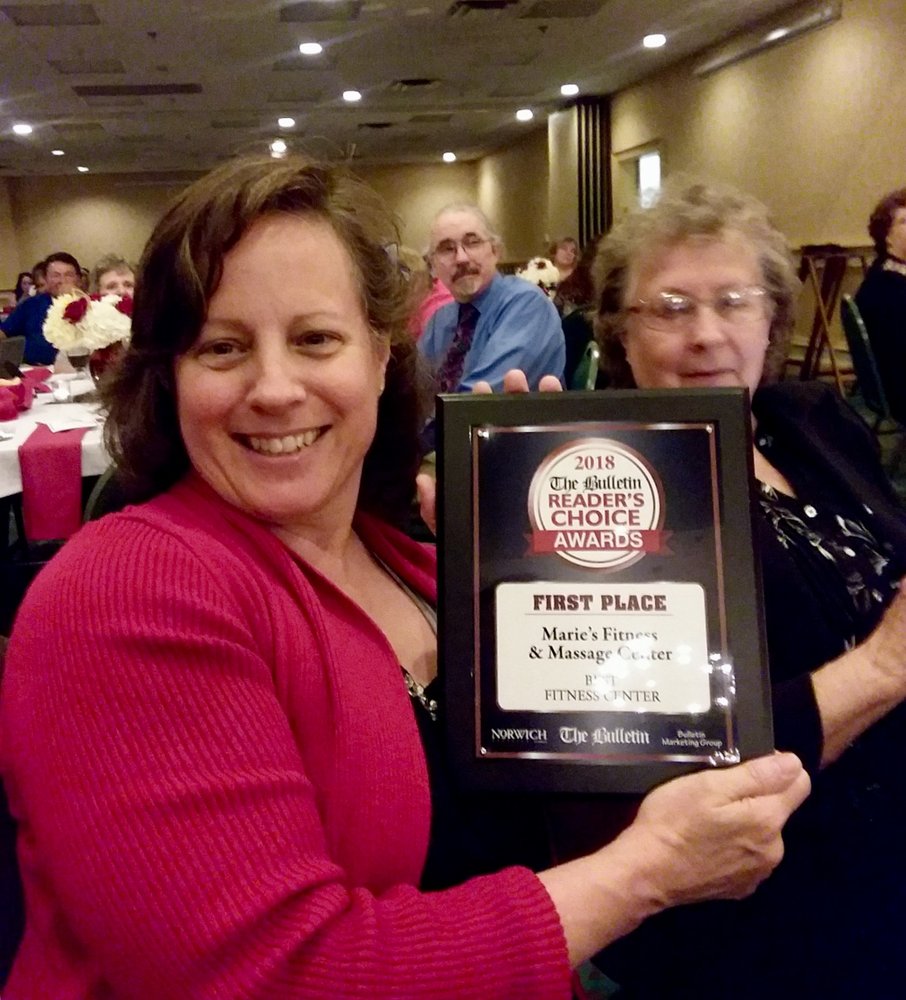 2018
The Bulletin
READER'S
CHOICE
AWARDS
FIRST PLACE
Marie's Fitness
& Massage Center
BEST
FITNESS CENTER
NORWICH The Bulletin Bulletin
Marketing Group